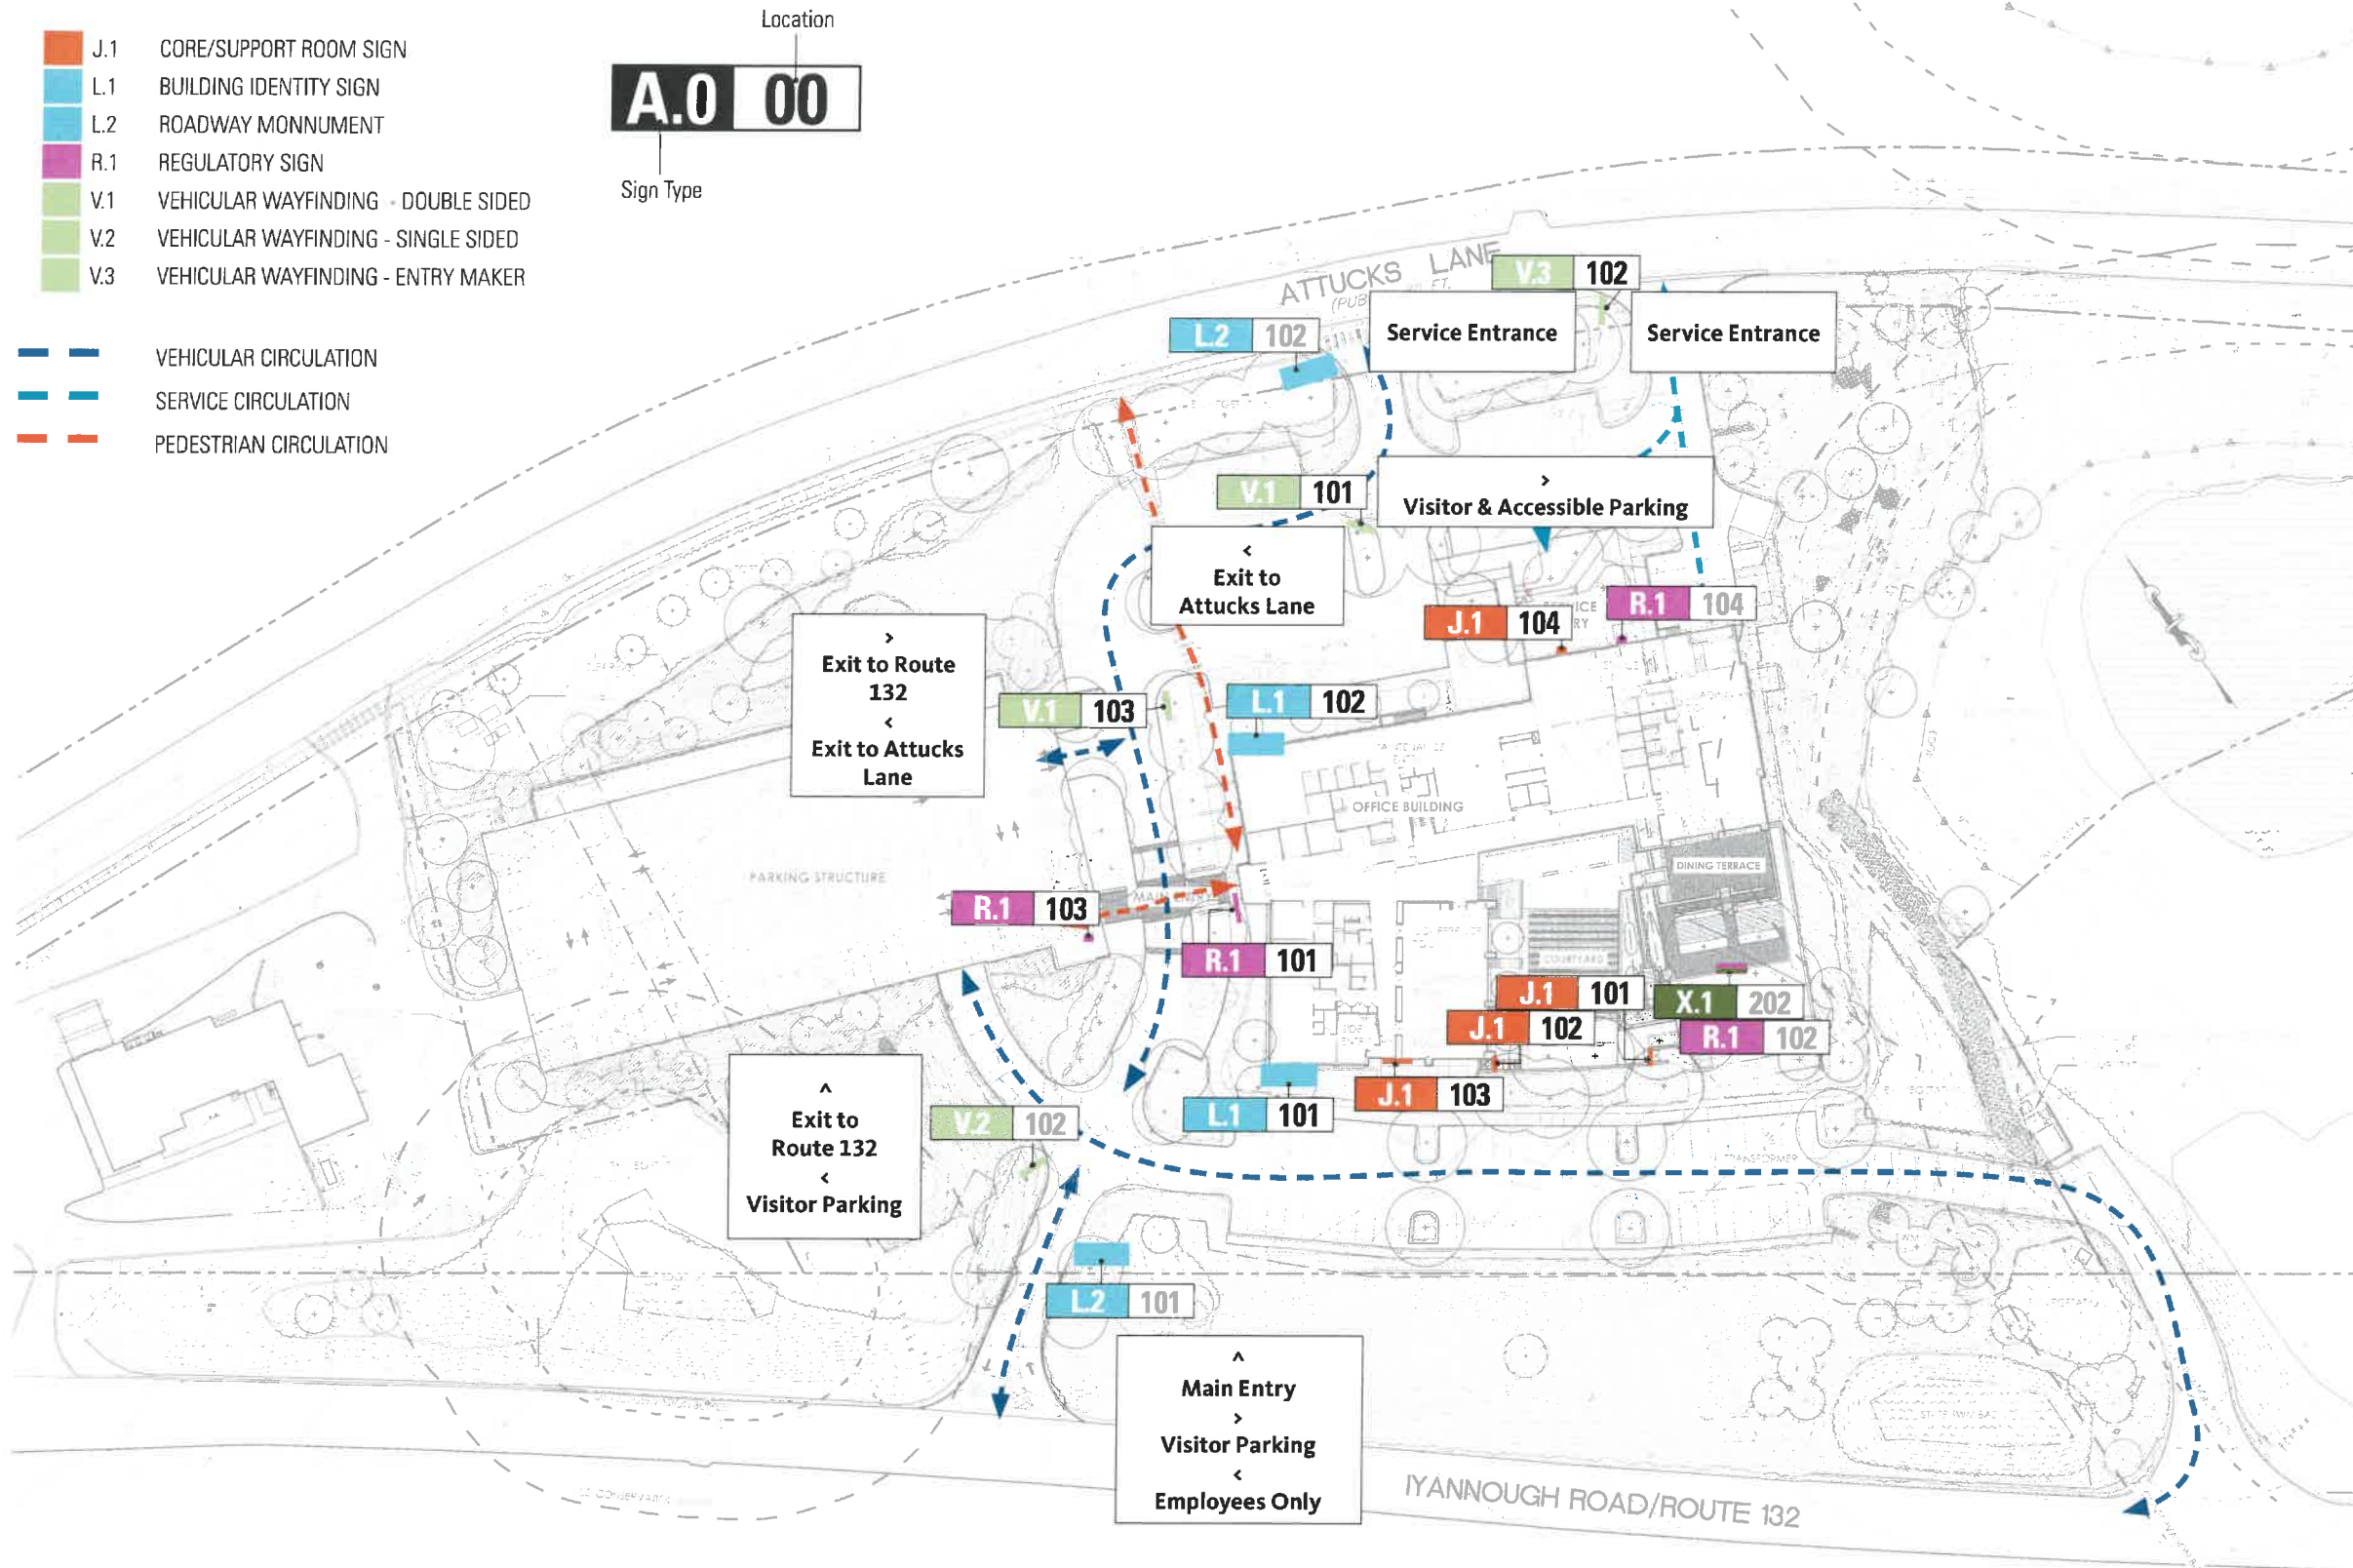 Location
A.0 00
Sign Type
J.1 CORE/SUPPORT ROOM SIGN
L.1 BUILDING IDENTITY SIGN
L.2 ROADWAY MONNUMENT
R.1 REGULATORY SIGN
V.1 VEHICULAR WAYFINDING - DOUBLE SIDED
V.2 VEHICULAR WAYFINDING - SINGLE SIDED
V.3 VEHICULAR WAYFINDING - ENTRY MAKER
VEHICULAR CIRCULATION
SERVICE CIRCULATION
PEDESTRIAN CIRCULATION
ATTUCKS LANE
V.3 102
L.2 102
Service Entrance
Service Entrance
V.1 101
>
Visitor & Accessible Parking
<
Exit to
Attucks Lane
J.1 104
R.1 104
>
Exit to Route
132
<
Exit to Attucks
Lane
V.1 103
L.1 102
OFFICE BUILDING
DINING TERRACE
PARKING STRUCTURE
R.1 103
MAIN
R.1 101
COURTYARD
J.1 101
X.1 202
J.1 102
R.1 102
J.1 103
L.1 101
^
Exit to
Route 132
<
Visitor Parking
V.2 102
TRANSFORMER
L.2 101
^
Main Entry
>
Visitor Parking
<
Employees Only
IYANNOUGH ROAD/ROUTE 132